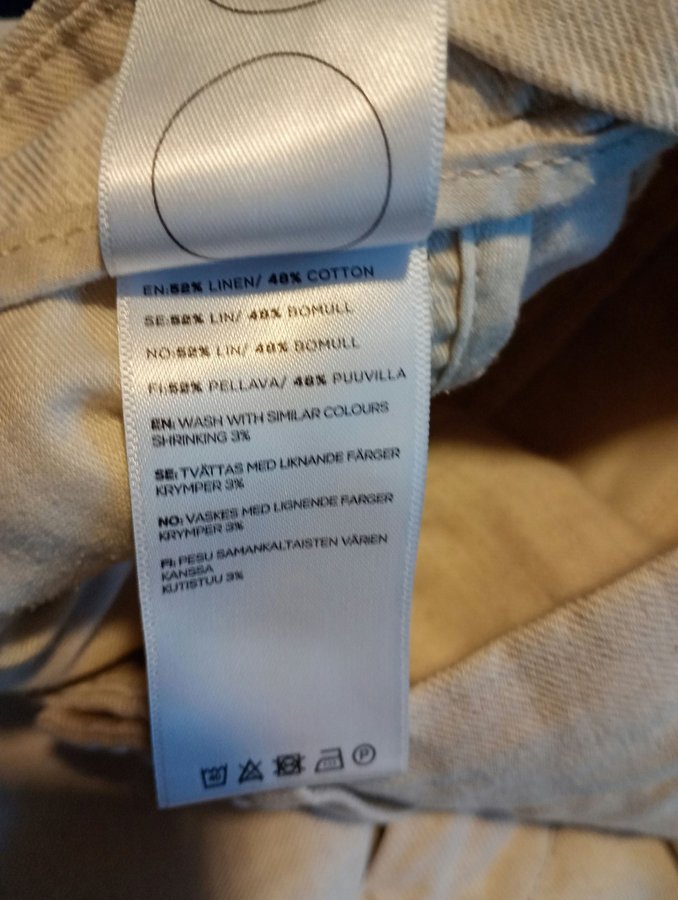 EN:52% LINEN/ 48% COTTON
SE:52% LIN/ 48% BOMULL
NO:52% LIN/ 48% BOMULL
FI:52% PELLAVA/ 48% PUUVILLA
EN: WASH WITH SIMILAR COLOURS
SHRINKING 3%
SE: TVÄTTAS MED LIKNANDE FÄRGER
KRYMPER 3%
NO: VASKES MED LIGNENDE FARGER
KRYMPER 3%
FI: PESU SAMANKALTAISTEN VÄRIEN
KANSSA
KUTISTUU 3%
40 P